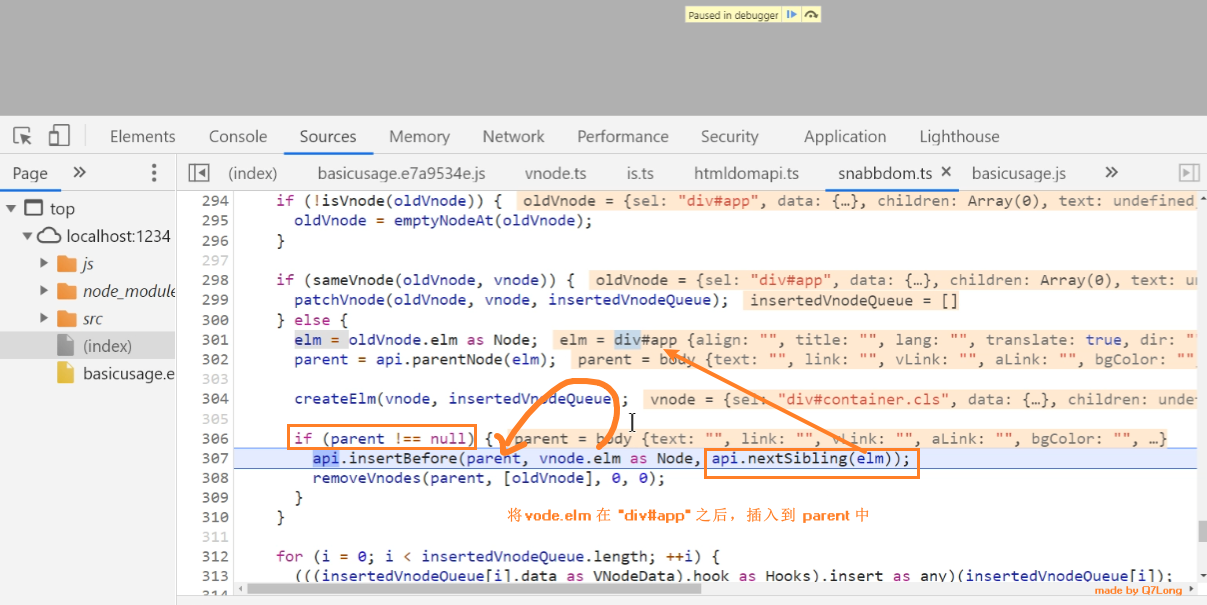 Paused in debugger
Elements Console Sources Memory Network Performance Security Application Lighthouse
Page (index) basicusage.e7a9534e.js vnode.ts is.ts htmldomapi.ts snabbdom.ts × basicusage.js
top
localhost:1234
js
node_module
src
(index)
basicusage.e
294 if (!isVnode(oldVnode)) { oldVnode = {sel: "div#app", data: {…}, children: Array(0), text: undefined
295 oldVnode = emptyNodeAt(oldVnode);
296 }
297
298 if (sameVnode(oldVnode, vnode)) { oldVnode = {sel: "div#app", data: {…}, children: Array(0), text: u
299 patchVnode(oldVnode, vnode, insertedVnodeQueue); insertedVnodeQueue = []
300 } else {
301 elm = oldVnode.elm as Node; elm = div#app {align: "", title: "", lang: "", translate: true, dir: "
302 parent = api.parentNode(elm); parent = body {text: "", link: "", vLink: "", aLink: "", bgColor: ""
303
304 createElm(vnode, insertedVnodeQueue); vnode = {sel: "div#container.cls", data: {…}, children: unde
305
306 if (parent !== null) { parent = body {text: "", link: "", vLink: "", aLink: "", bgColor: "", …}
307 api.insertBefore(parent, vnode.elm as Node, api.nextSibling(elm));
308 removeVnodes(parent, [oldVnode], 0, 0);
309 }
310 }
将vode.elm 在 "div#app" 之后，插入到 parent 中
311
312 for (i = 0; i < insertedVnodeQueue.length; ++i) {
313 (((insertedVnodeQueue[i].data as VNodeData).hook as Hooks).insert as any)(insertedVnodeQueue[i]);
314
made by Q7Long